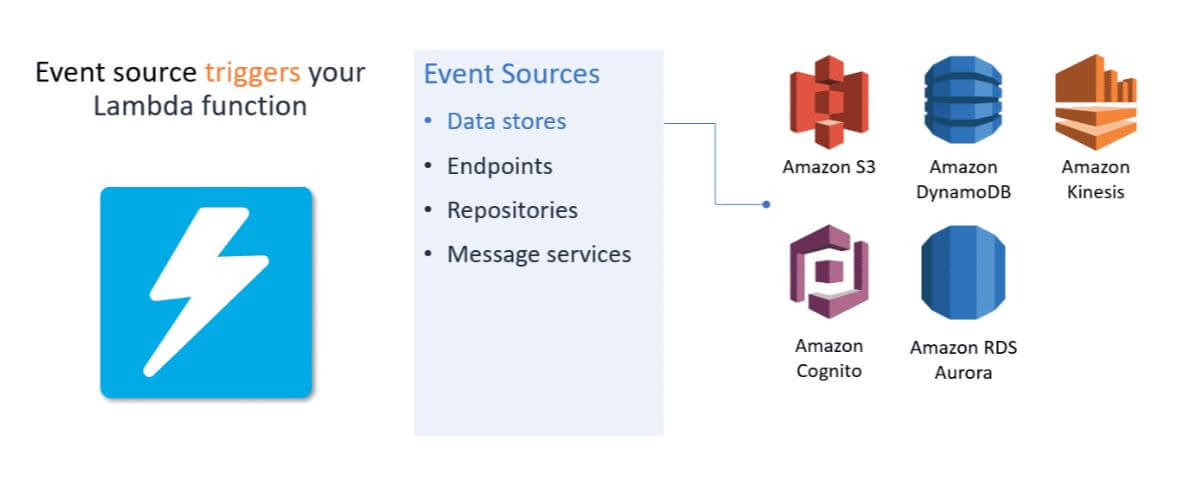 Event source triggers your
Lambda function
Event Sources
• Data stores
• Endpoints
• Repositories
• Message services
Amazon S3
Amazon
DynamoDB
Amazon
Kinesis
Amazon
Cognito
Amazon RDS
Aurora